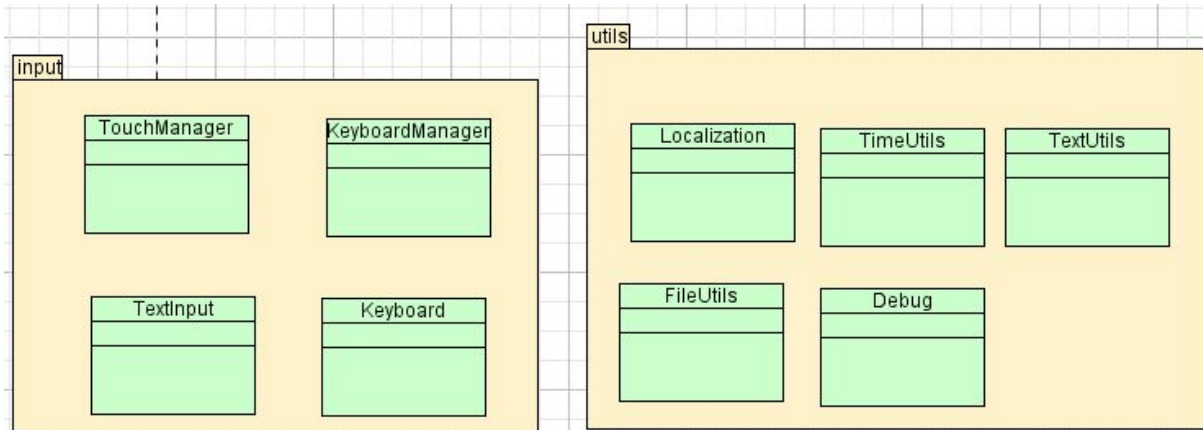 input
TouchManager
KeyboardManager
TextInput
Keyboard
utils
Localization
TimeUtils
TextUtils
FileUtils
Debug